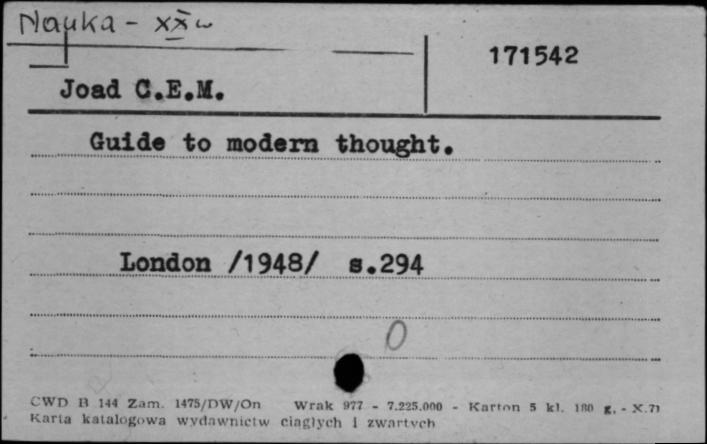 Nauka - XX w
171542
Joad C.E.M.
Guide to modern thought.
London /1948/ s.294
0
CWD B 144 Zam. 1475/DW/On Wrak 977 - 7.225.000 - Karton 5 kl. 180 g. - X.71
Karta katalogowa wydawnictw ciągłych i zwartych